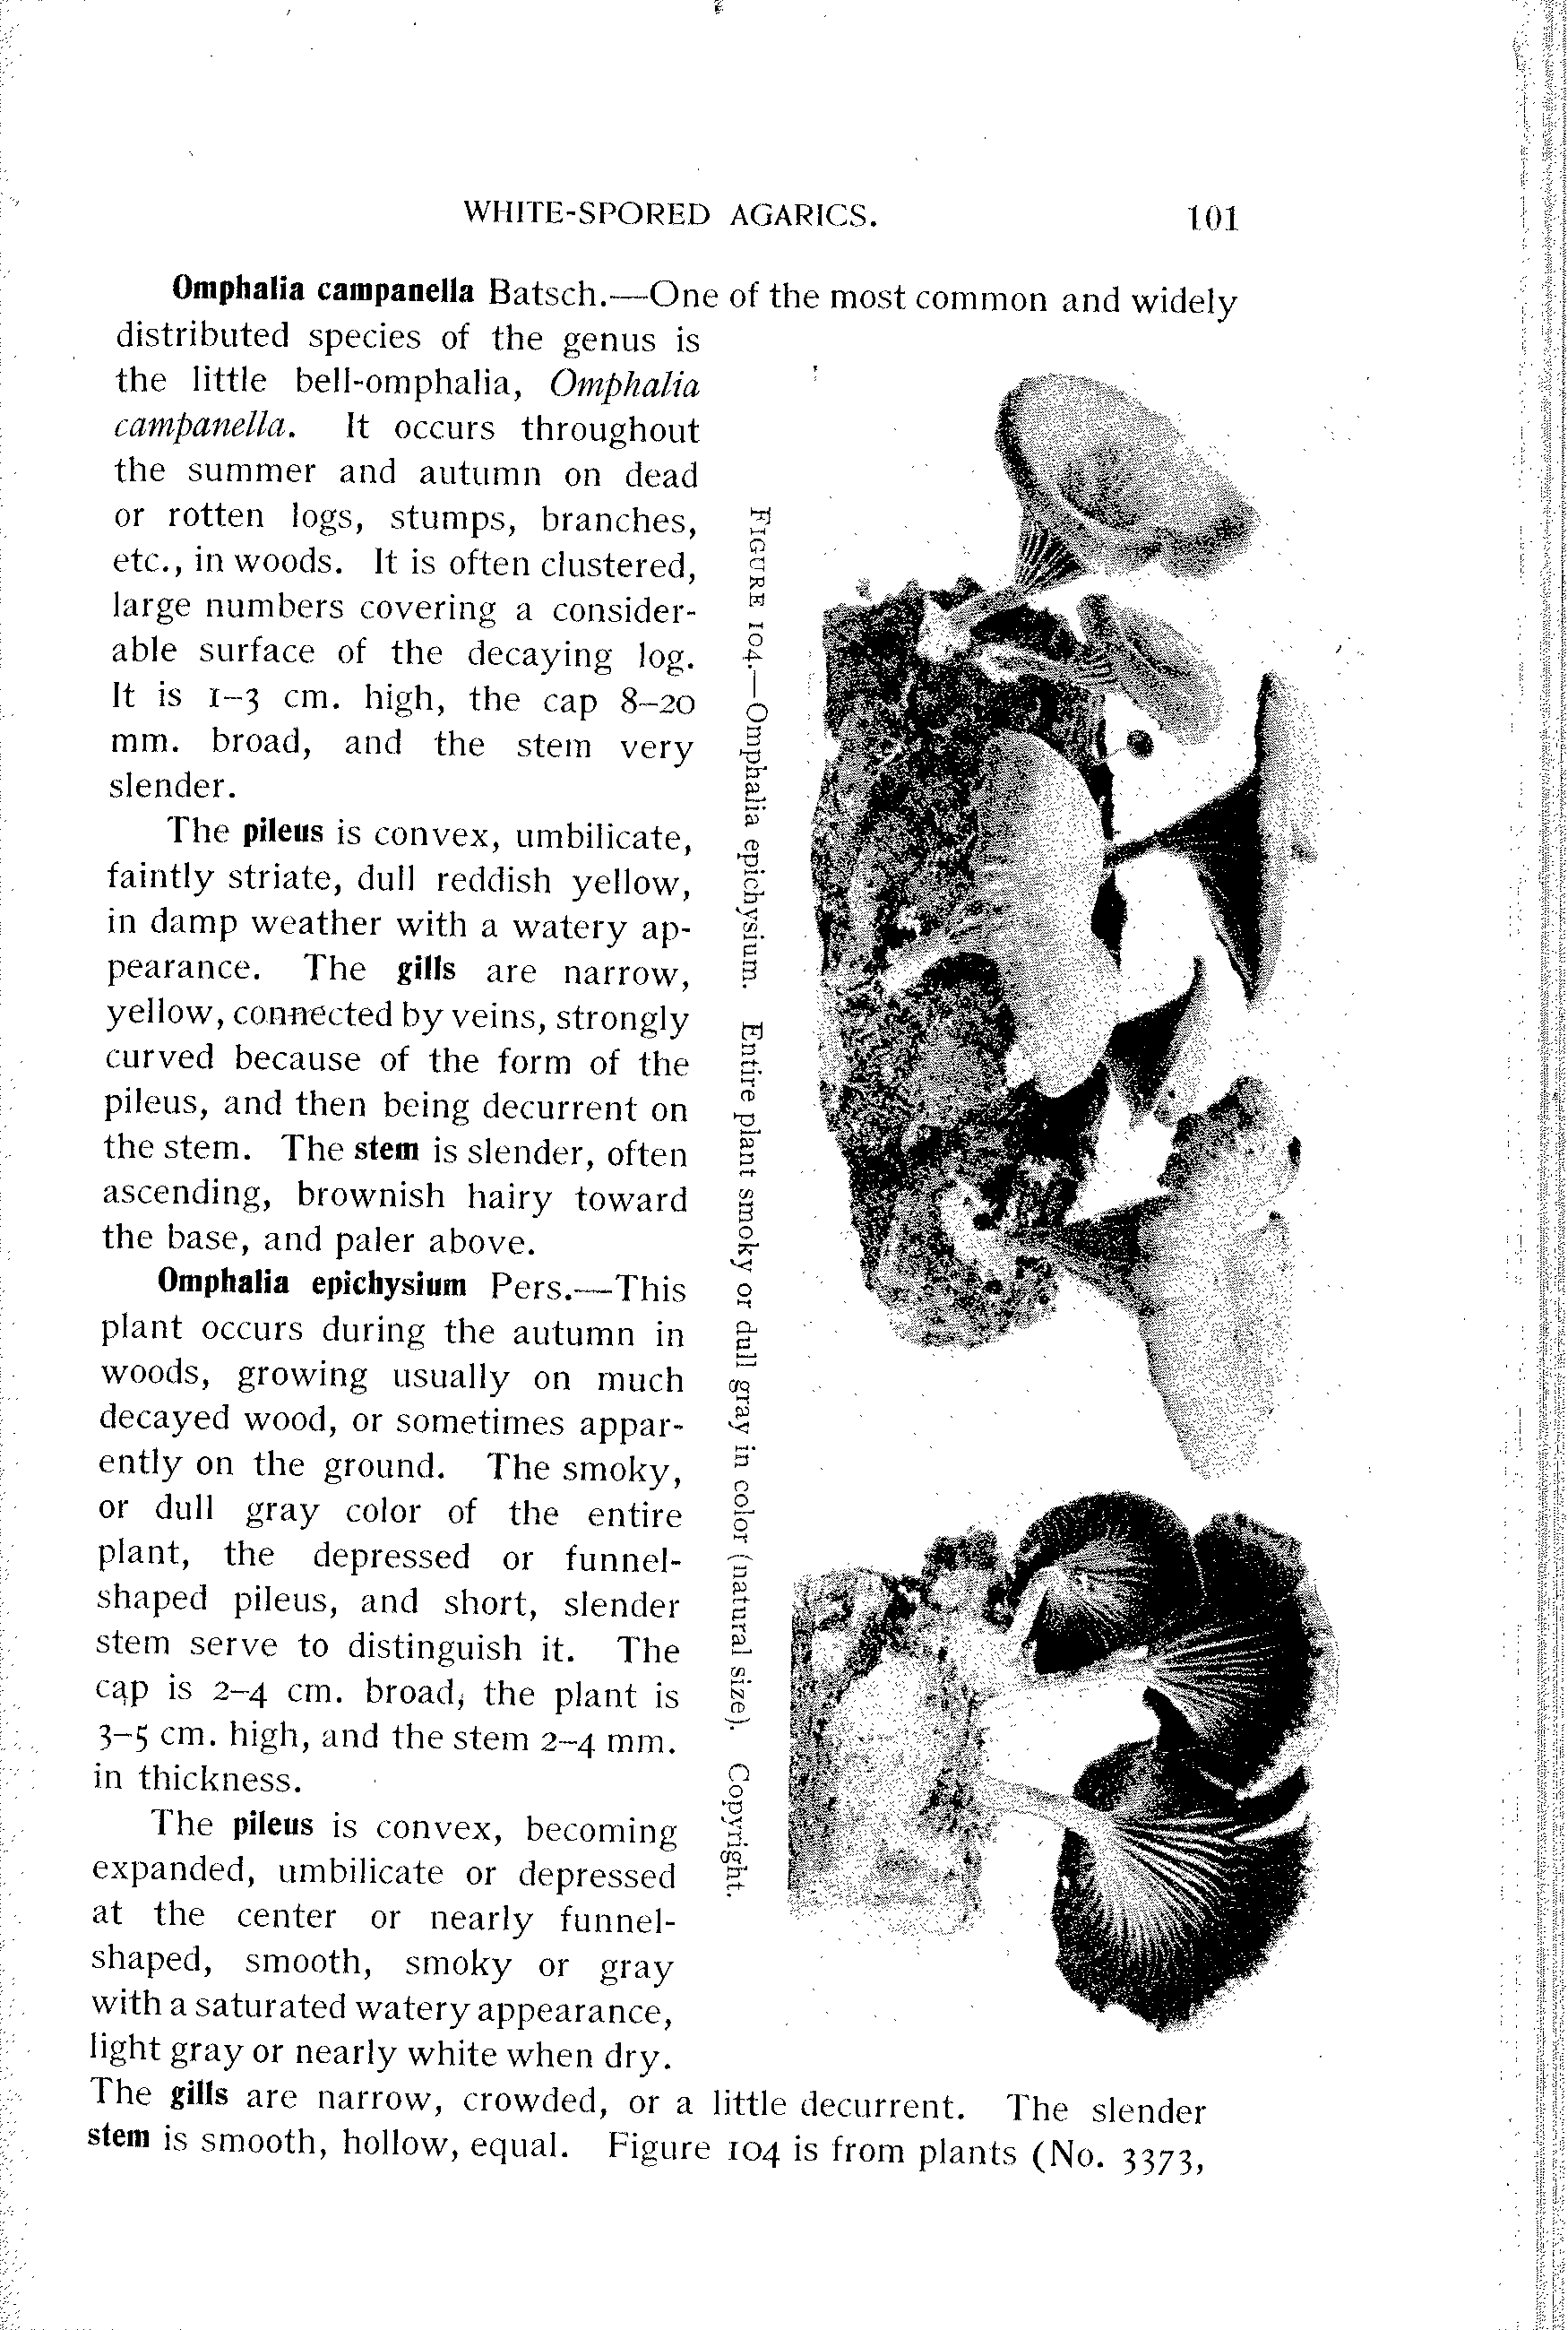 WHITE-SPORED AGARICS. 101
Omphalia campanella Batsch.—One of the most common and widely
distributed species of the genus is
the little bell-omphalia, Omphalia
campanella. It occurs throughout
the summer and autumn on dead
or rotten logs, stumps, branches,
etc., in woods. It is often clustered,
large numbers covering a consider-
able surface of the decaying log.
It is 1–3 cm. high, the cap 8–20
mm. broad, and the stem very
slender.
The pileus is convex, umbilicate,
faintly striate, dull reddish yellow,
in damp weather with a watery ap-
pearance. The gills are narrow,
yellow, connected by veins, strongly
curved because of the form of the
pileus, and then being decurrent on
the stem. The stem is slender, often
ascending, brownish hairy toward
the base, and paler above.
Omphalia epichysium Pers.—This
plant occurs during the autumn in
woods, growing usually on much
decayed wood, or sometimes appar-
ently on the ground. The smoky,
or dull gray color of the entire
plant, the depressed or funnel-
shaped pileus, and short, slender
stem serve to distinguish it. The
cap is 2–4 cm. broad, the plant is
3–5 cm. high, and the stem 2–4 mm.
in thickness.
The pileus is convex, becoming
expanded, umbilicate or depressed
at the center or nearly funnel-
shaped, smooth, smoky or gray
with a saturated watery appearance,
light gray or nearly white when dry.
The gills are narrow, crowded, or a little decurrent. The slender
stem is smooth, hollow, equal. Figure 104 is from plants (No. 3373,
FIGURE 104.—Omphalia epichysium. Entire plant smoky or dull gray in color (natural size). Copyright.